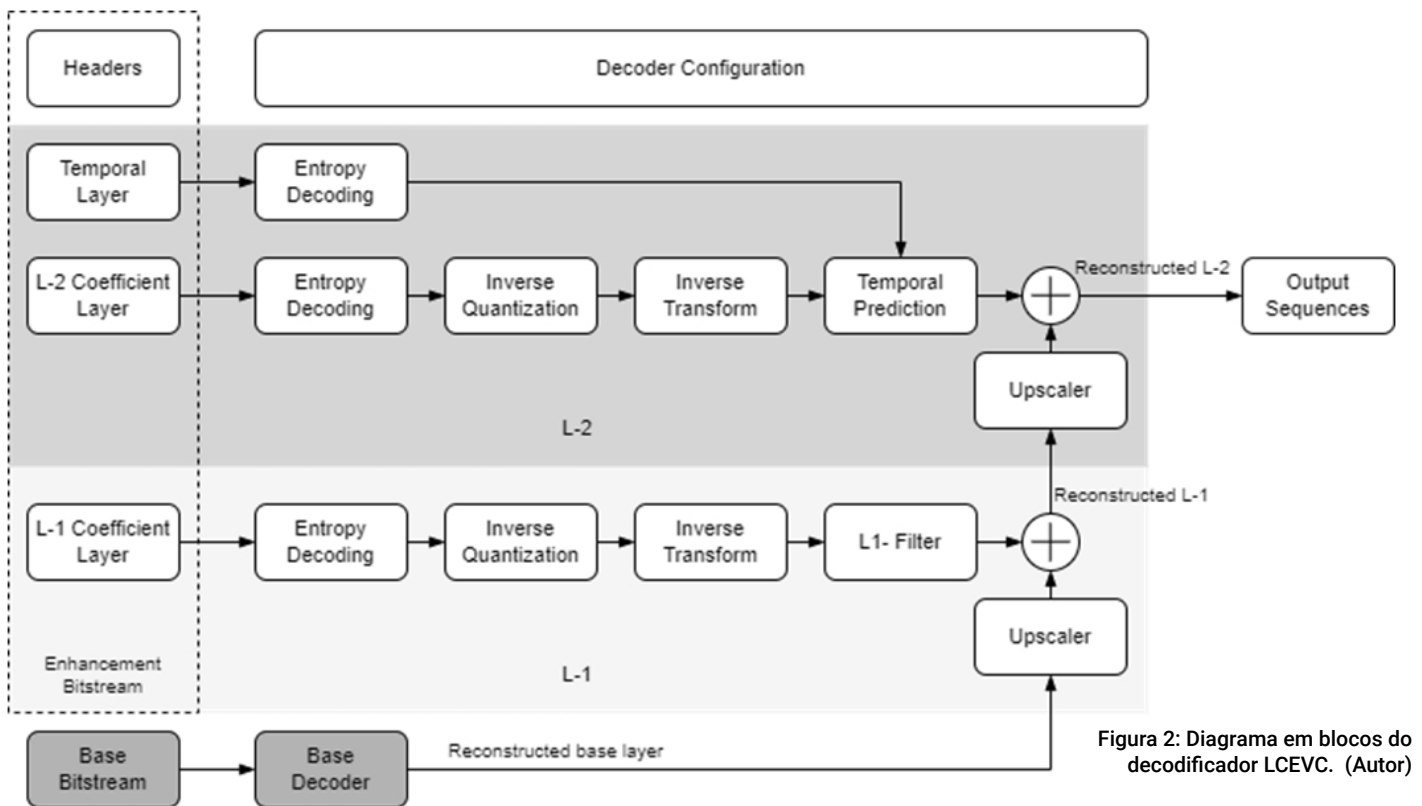 Headers
Decoder Configuration
Temporal
Layer
Entropy
Decoding
L-2 Coefficient
Layer
Entropy
Decoding
Inverse
Quantization
Inverse
Transform
Temporal
Prediction
Reconstructed L-2
Output
Sequences
Upscaler
L-2
Reconstructed L-1
L-1 Coefficient
Layer
Entropy
Decoding
Inverse
Quantization
Inverse
Transform
L1- Filter
Upscaler
Enhancement
Bitstream
L-1
Base
Bitstream
Base
Decoder
Reconstructed base layer
Figura 2: Diagrama em blocos do
decodificador LCEVC. (Autor)